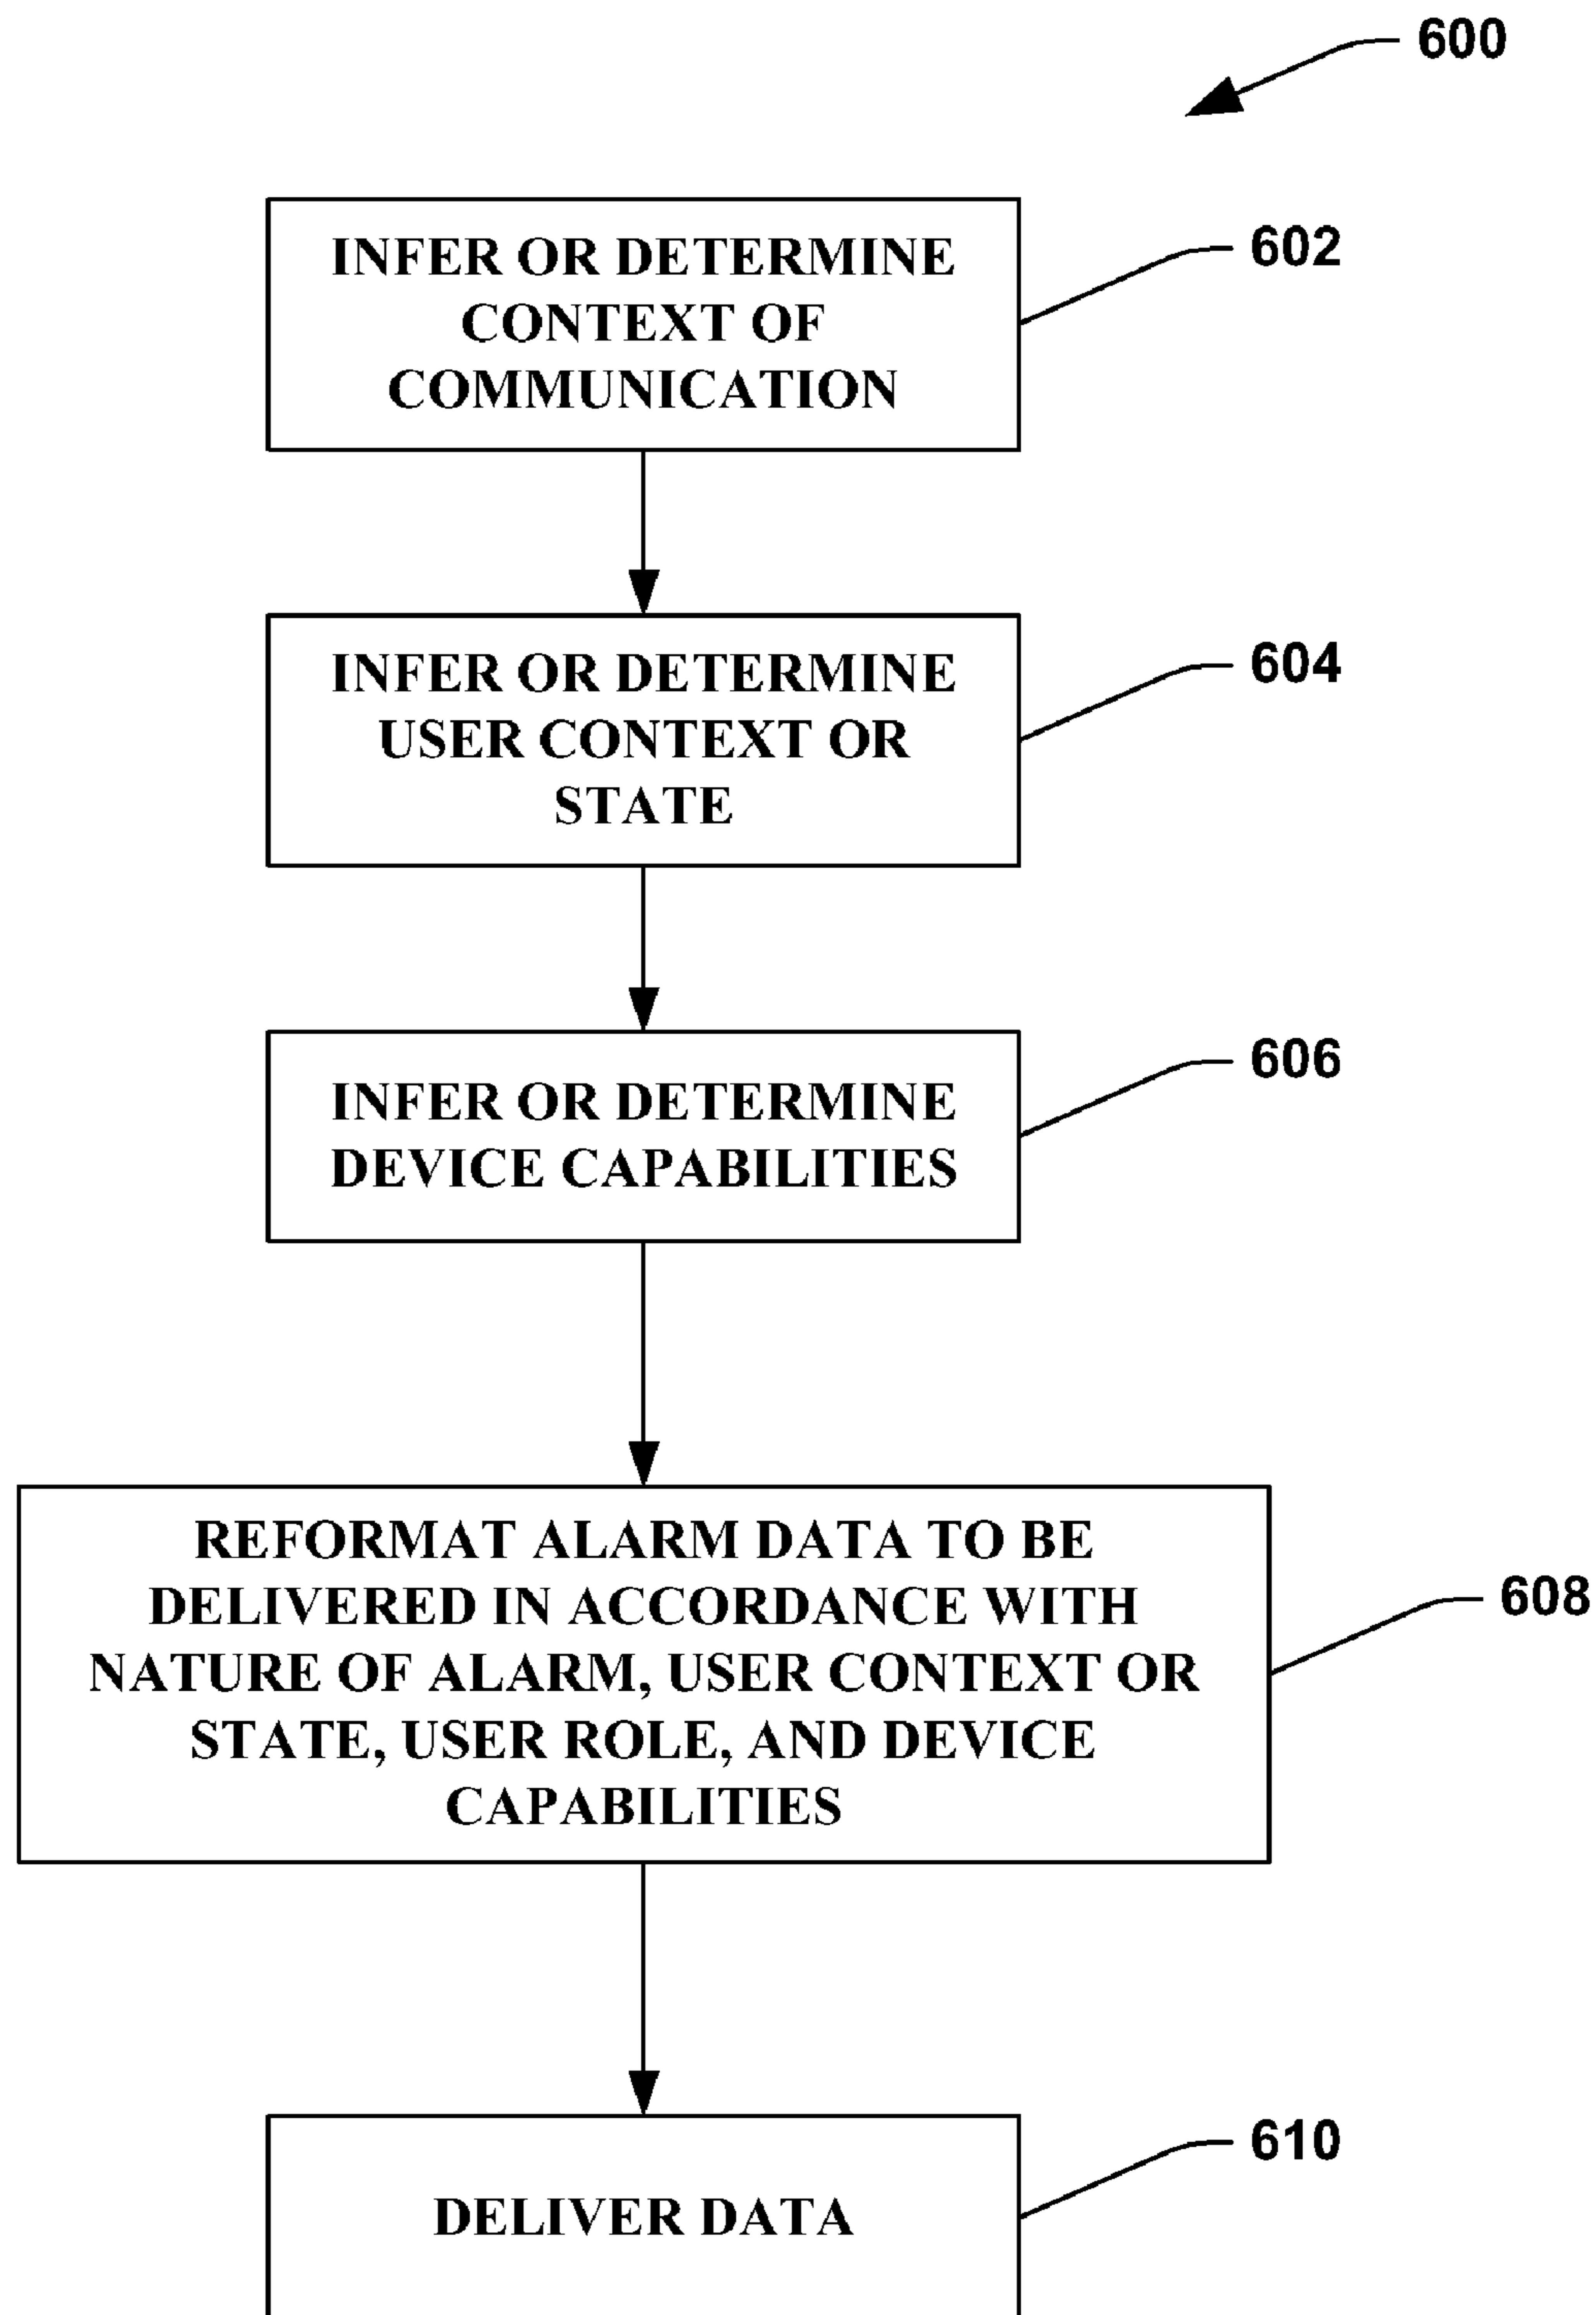 600
INFER OR DETERMINE
CONTEXT OF
COMMUNICATION
602
INFER OR DETERMINE
USER CONTEXT OR
STATE
604
INFER OR DETERMINE
DEVICE CAPABILITIES
606
REFORMAT ALARM DATA TO BE
DELIVERED IN ACCORDANCE WITH
NATURE OF ALARM, USER CONTEXT OR
STATE, USER ROLE, AND DEVICE
CAPABILITIES
608
DELIVER DATA
610